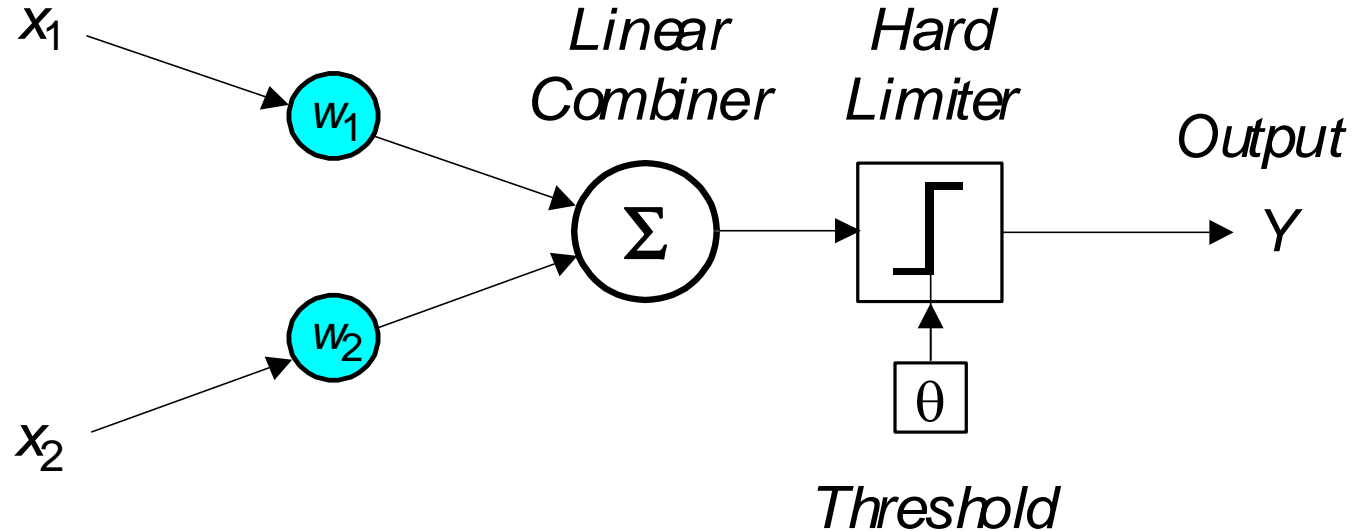 x1
Linear
Combiner
Hard
Limiter
w1
Output
Σ
Y
w2
θ
x2
Threshold